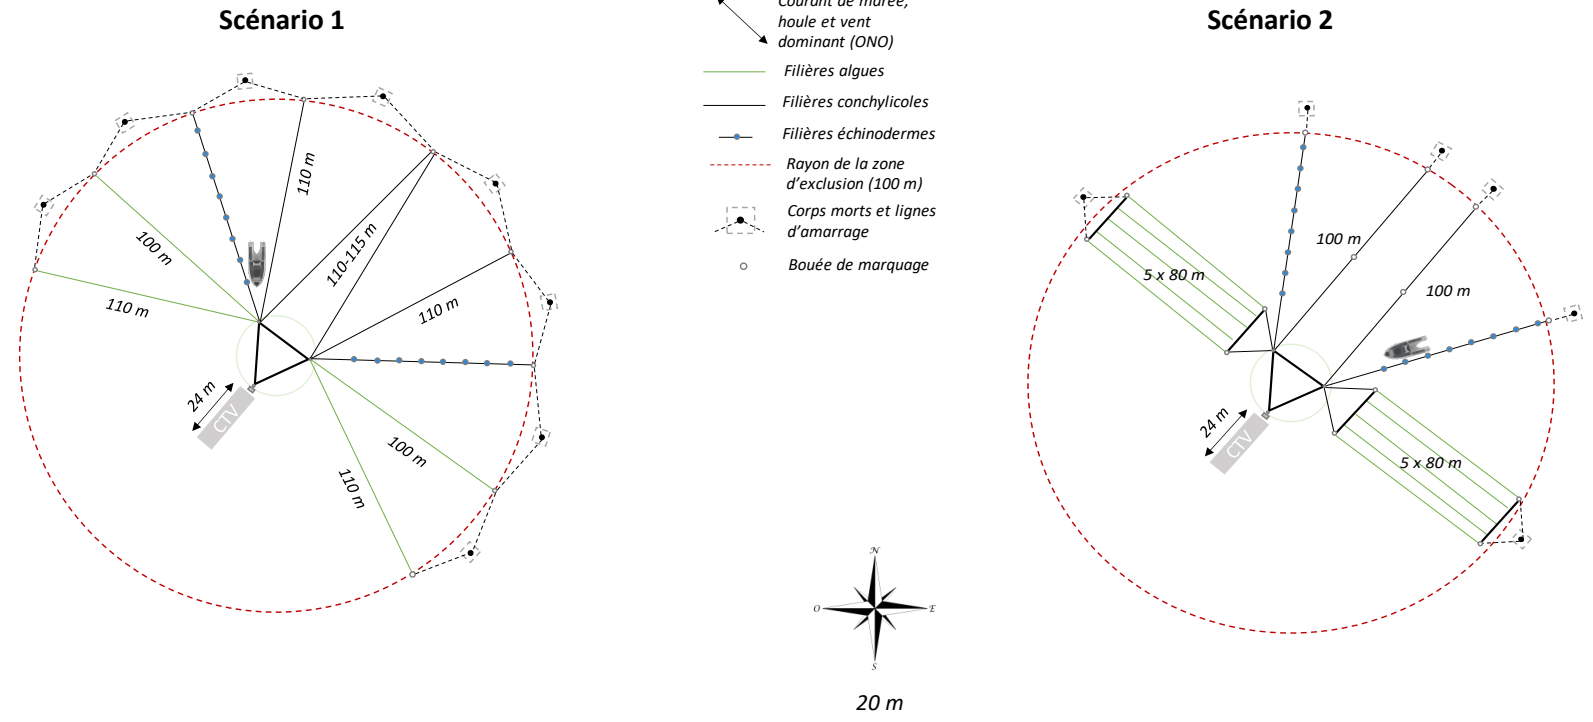 Scénario 1
Courant de marée,
houle et vent
dominant (ONO)
Filières algues
Filières conchylicoles
Filières échinodermes
Rayon de la zone
d'exclusion (100 m)
Corps morts et lignes
d'amarrage
Bouée de marquage
Scénario 2
110 m
100 m
110 m
110-115 m
110 m
24 m
CTV
100 m
110 m
100 m
5 x 80 m
100 m
24 m
CTV
5 x 80 m
N
O
E
S
20 m